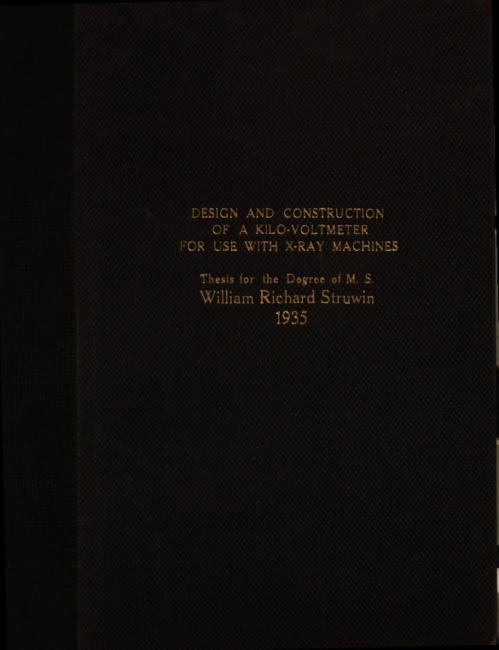 DESIGN AND CONSTRUCTION
OF A KILO-VOLTMETER
FOR USE WITH X-RAY MACHINES
Thesis for the Degree of M. S.
William Richard Struwin
1935